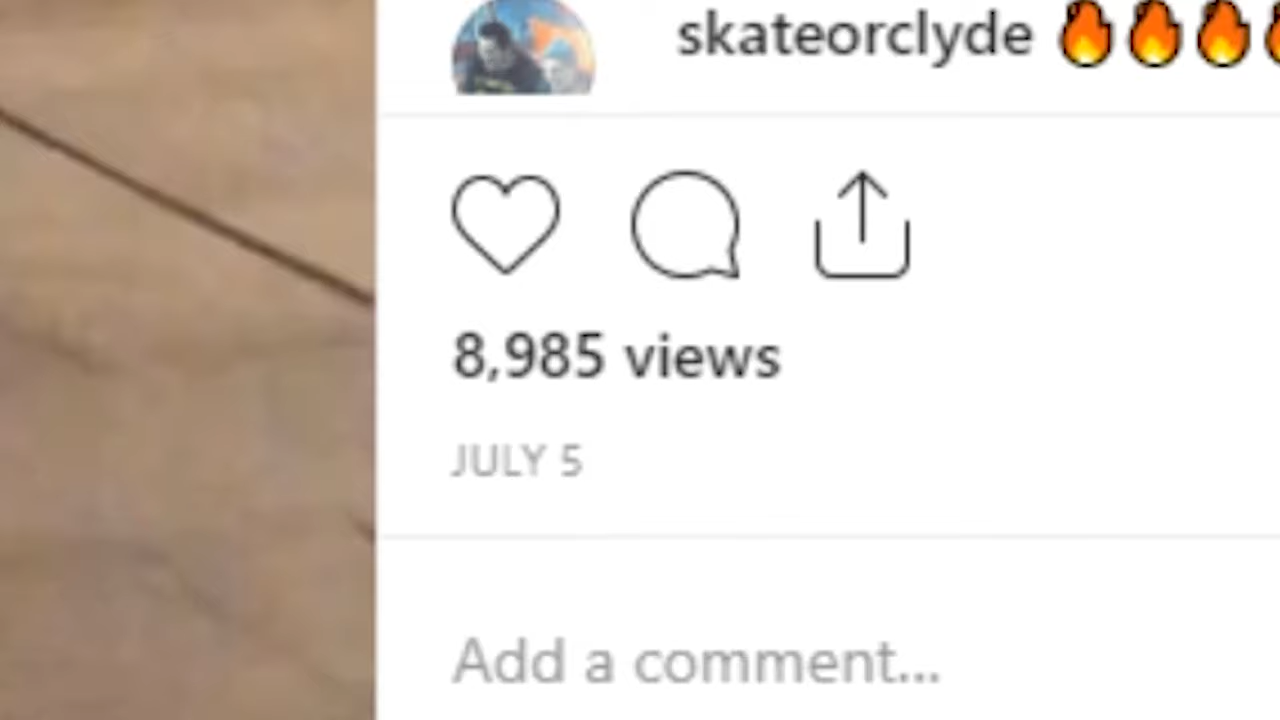 skateorclyde 🔥🔥🔥🔥
8,985 views
JULY 5
Add a comment...